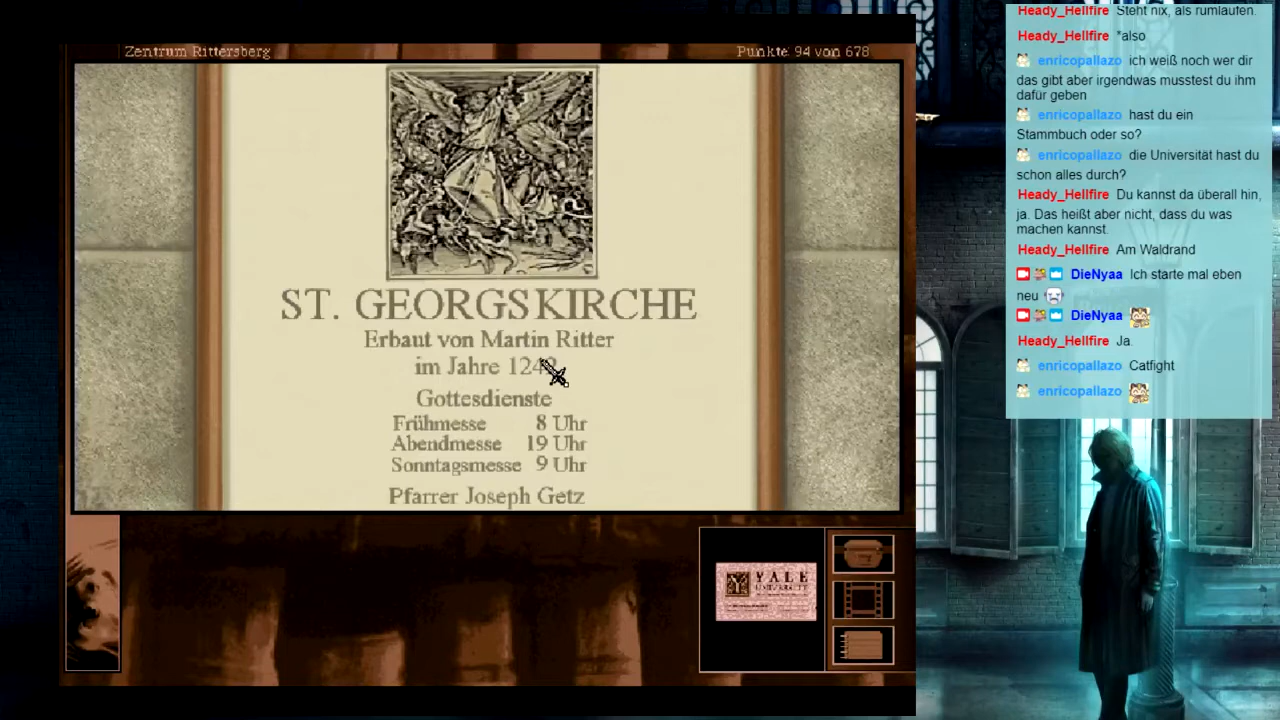 Zentrum Rittersberg
Punkte: 94 von 678
ST. GEORGSKIRCHE
Erbaut von Martin Ritter
im Jahre
Gottesdienste
Frühmesse 8 Uhr
Abendmesse 19 Uhr
Sonntagsmesse 9 Uhr
Pfarrer Joseph Getz
YALE
UNIVERSITY
Heady_Hellfire Steht nix, als rumlaufen.
Heady_Hellfire *also
enricopallazo ich weiß noch wer dir
das gibt aber irgendwas musstest du ihm
dafür geben
enricopallazo hast du ein
Stammbuch oder so?
enricopallazo die Universität hast du
schon alles durch?
Heady_Hellfire Du kannst da überall hin,
ja. Das heißt aber nicht, dass du was
machen kannst.
Heady_Hellfire Am Waldrand
DieNyaa Ich starte mal eben
neu
DieNyaa
Heady_Hellfire Ja.
enricopallazo Catfight
enricopallazo